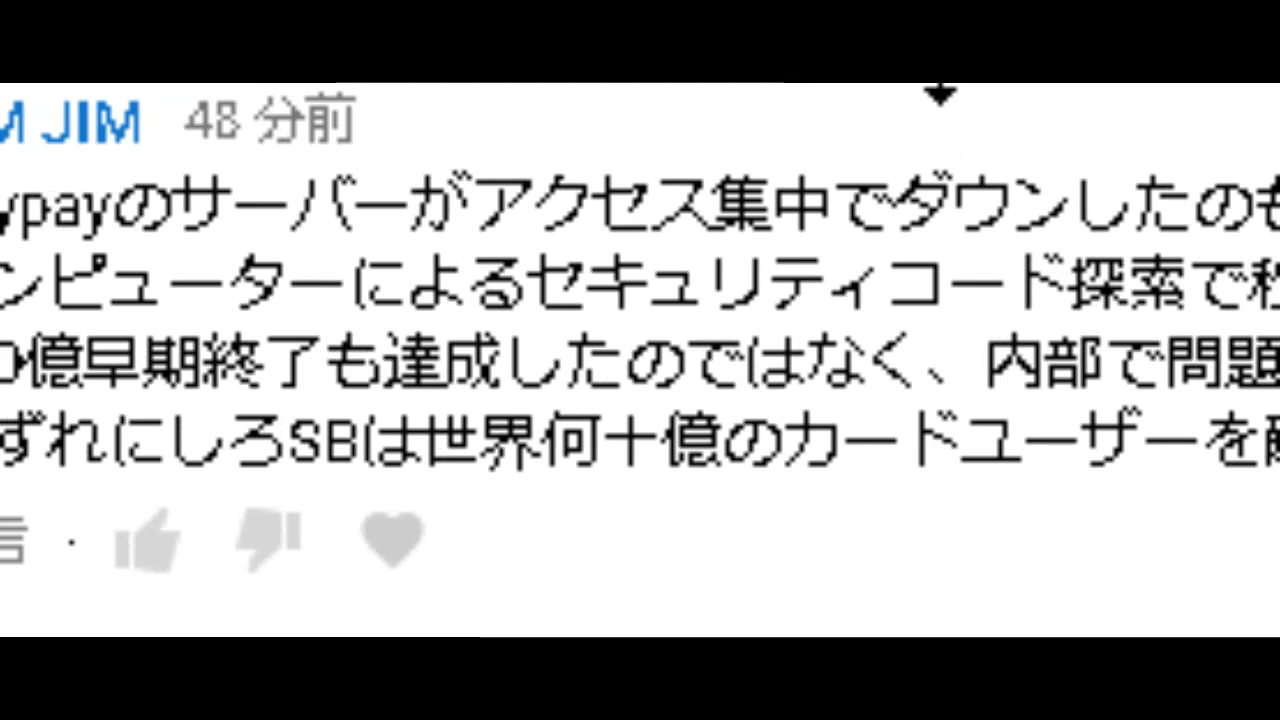 M JIM 48 分前
ypayのサーバーがアクセス集中でダウンしたのも
ンピューターによるセキュリティコード探索で秒
0億早期終了も達成したのではなく、内部で問題
ずれにしろSBは世界何十億のカードユーザーを
言 ·